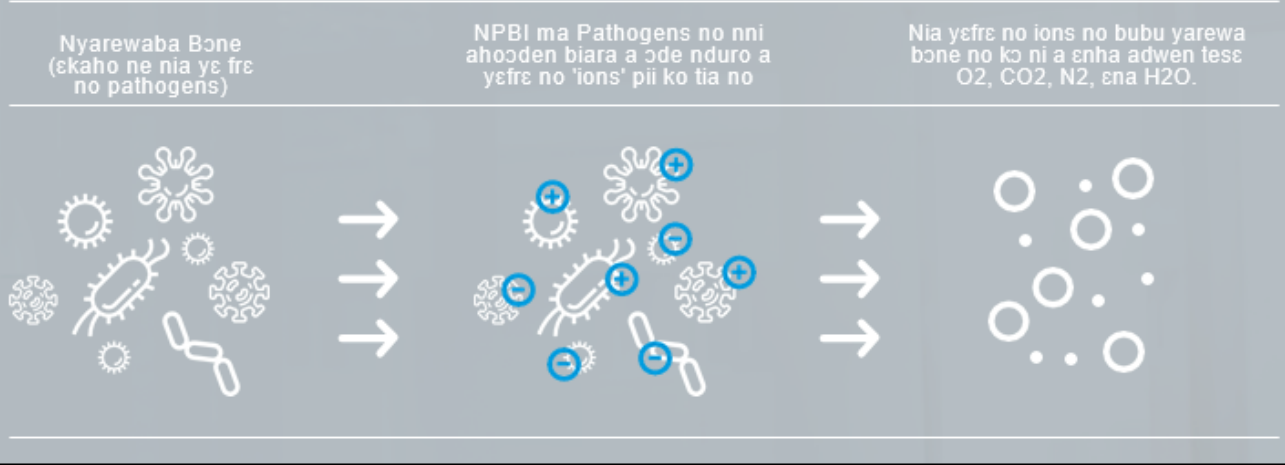 Nyarewaba Bɔne
(ɛkaho ne nia yɛ frɛ
no pathogens)
NPBI ma Pathogens no nni
ahoɔden biara a ɔde nduro a
yɛfrɛ no 'ions' pii ko tia no
Nia yɛfrɛ no ions no bubu yarewa
bɔne no kɔ ni a ɛnha adwen tesɛ
O2, CO2, N2, ɛna H2O.